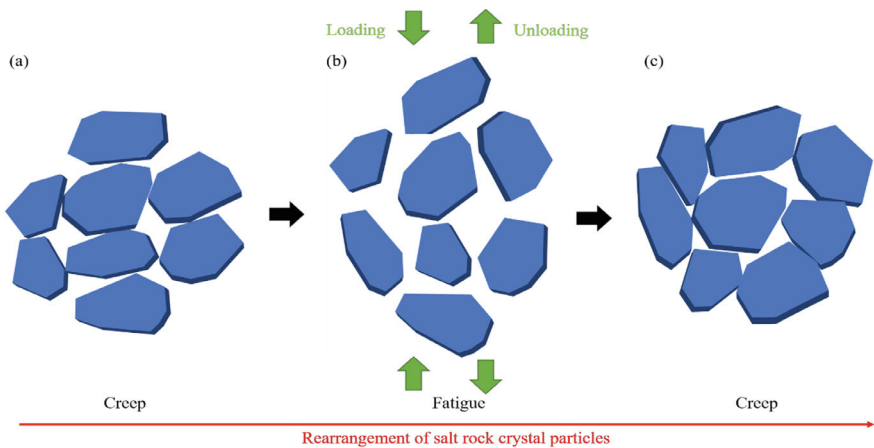 Loading
Unloading
(a)
(b)
(c)
Creep
Fatigue
Creep
Rearrangement of salt rock crystal particles